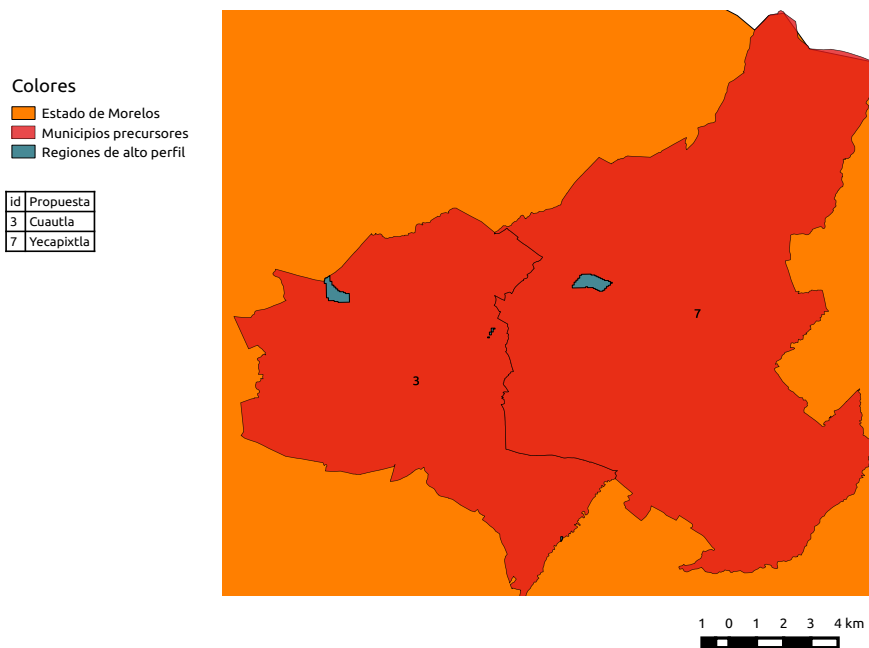 Colores
Estado de Morelos
Municipios precursores
Regiones de alto perfil
id Propuesta
3 Cuautla
7 Yecapixtla
7
3
1 0 1 2 3 4 km